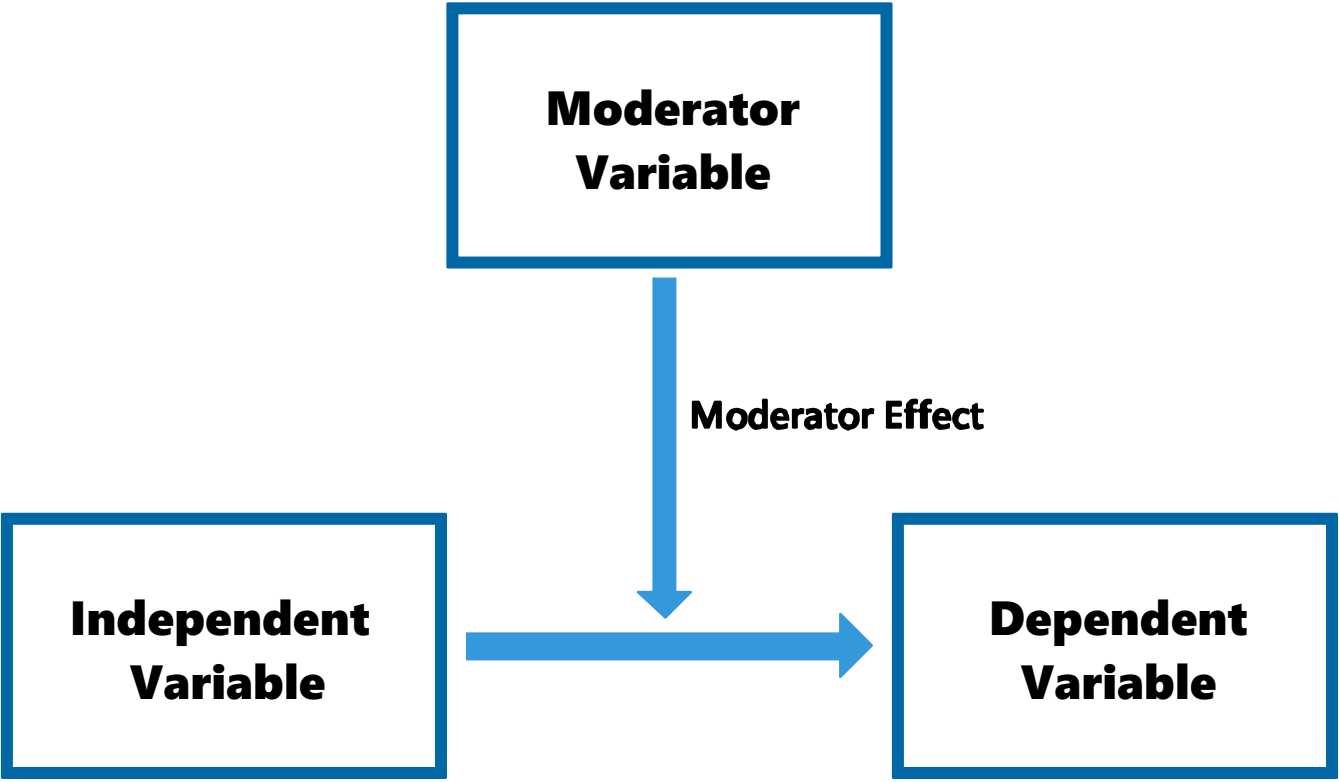 Moderator
Variable
Moderator Effect
Independent
Variable
Dependent
Variable